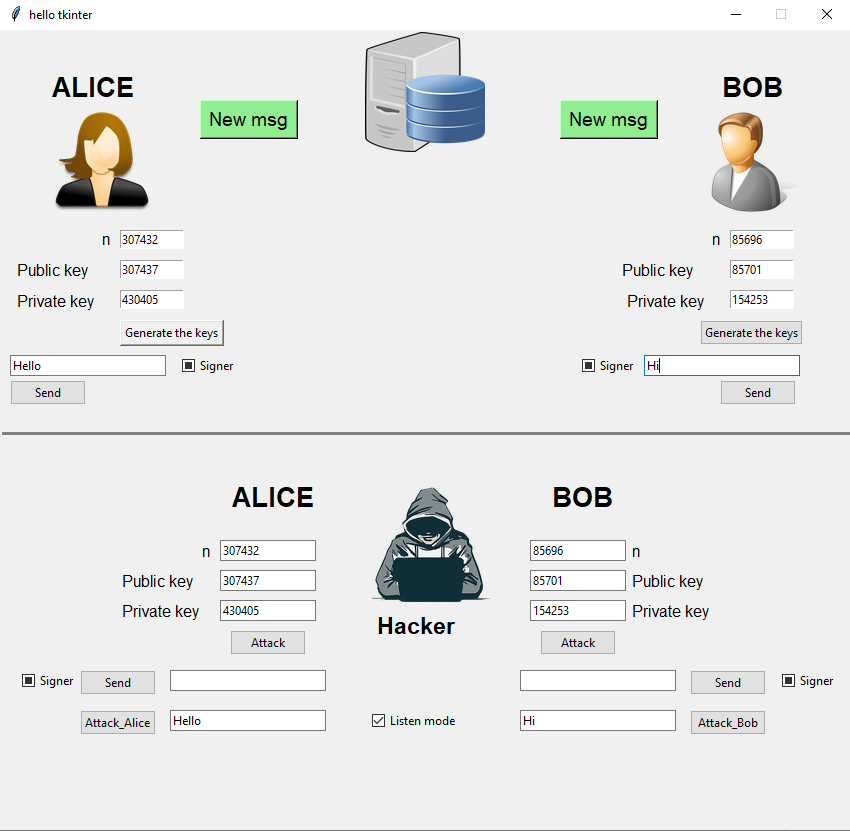 hello tkinter
ALICE
BOB
New msg
New msg
n 307432
n 85696
Public key 307437
Public key 85701
Private key 430405
Private key 154253
Generate the keys
Generate the keys
Hello
Signer
Signer
Hi
Send
Send
ALICE
BOB
n 307432
85696 n
Public key 307437
85701 Public key
Private key 430405
154253 Private key
Hacker
Attack
Attack
Signer
Send
Send
Signer
Attack_Alice
Hello
Listen mode
Hi
Attack_Bob